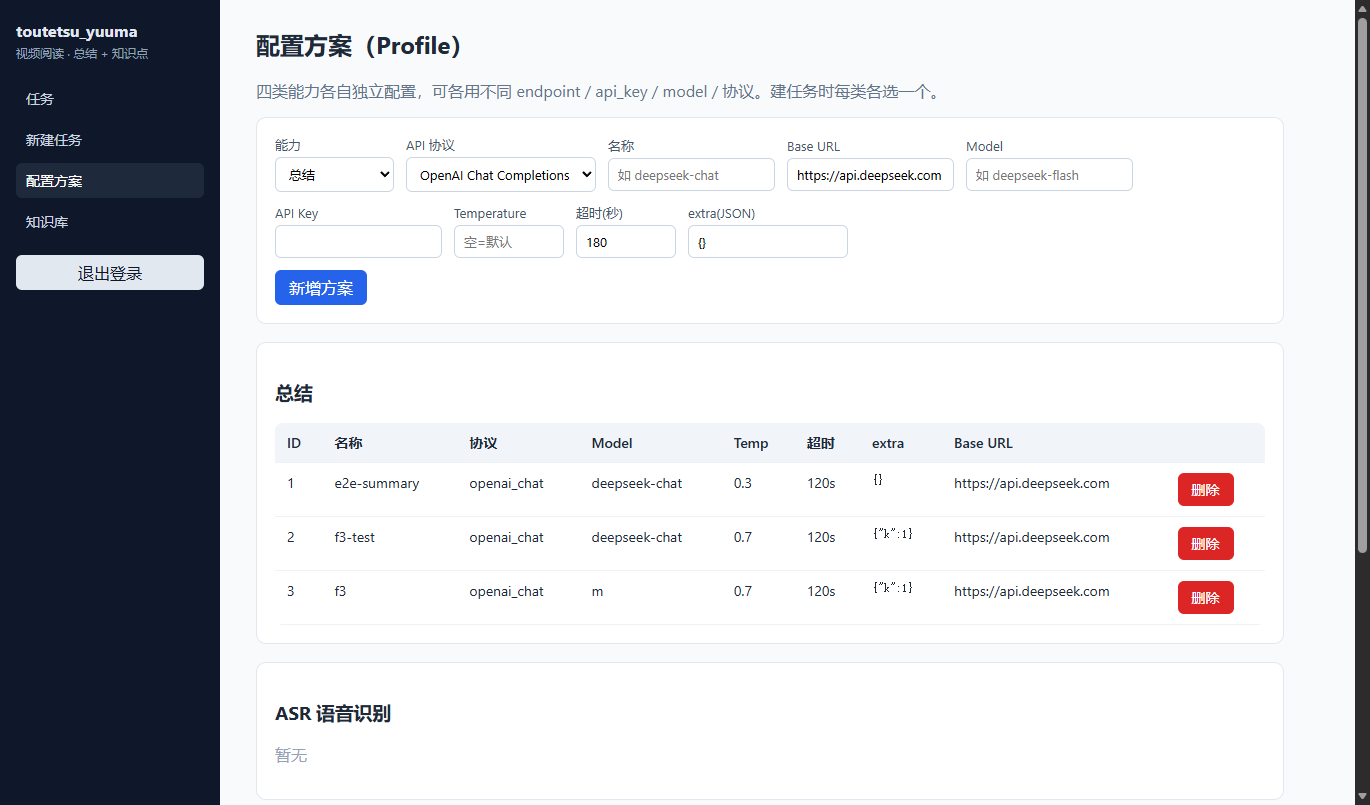 toutetsu_yuuma
视频阅读 · 总结 + 知识点
任务
新建任务
配置方案
知识库
退出登录
配置方案（Profile）
四类能力各自独立配置，可各用不同 endpoint / api_key / model / 协议。建任务时每类各选一个。
能力 API 协议 名称 Base URL Model
总结 OpenAI Chat Completions 如 deepseek-chat https://api.deepseek.com 如 deepseek-flash
API Key Temperature 超时(秒) extra(JSON)
空=默认 180 {}
新增方案
总结
ID 名称 协议 Model Temp 超时 extra Base URL
1 e2e-summary openai_chat deepseek-chat 0.3 120s {} https://api.deepseek.com 删除
2 f3-test openai_chat deepseek-chat 0.7 120s {"k":1} https://api.deepseek.com 删除
3 f3 openai_chat m 0.7 120s {"k":1} https://api.deepseek.com 删除
ASR 语音识别
暂无